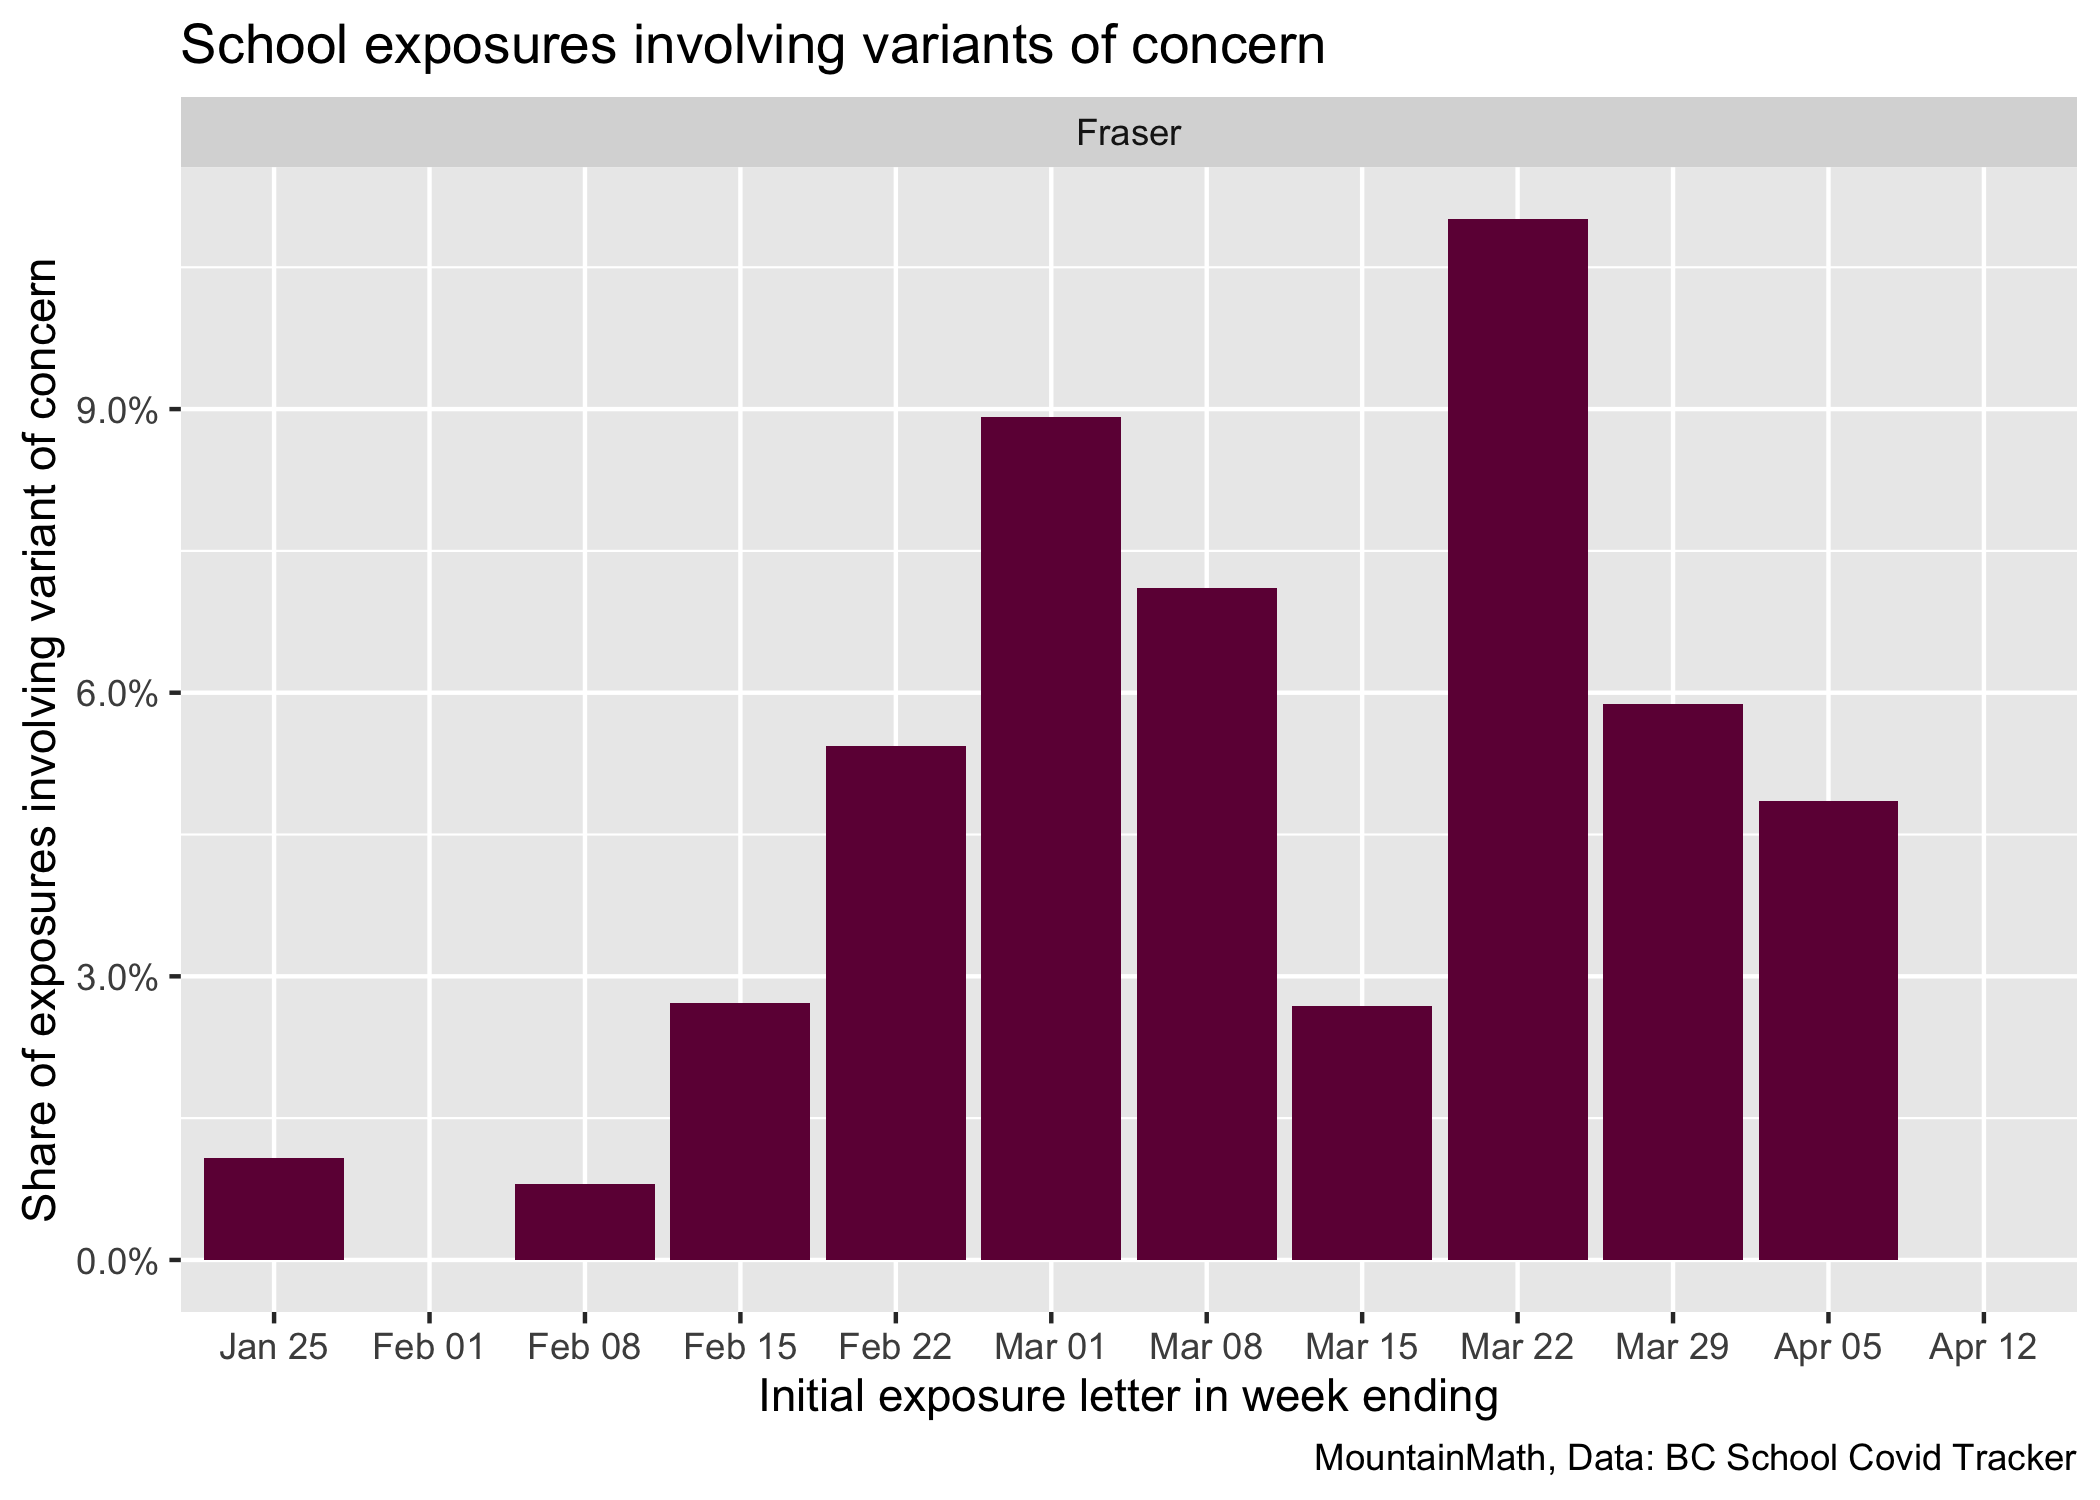 School exposures involving variants of concern
Fraser
Share of exposures involving variant of concern
9.0%
6.0%
3.0%
0.0%
Jan 25 Feb 01 Feb 08 Feb 15 Feb 22 Mar 01 Mar 08 Mar 15 Mar 22 Mar 29 Apr 05 Apr 12
Initial exposure letter in week ending
MountainMath, Data: BC School Covid Tracker